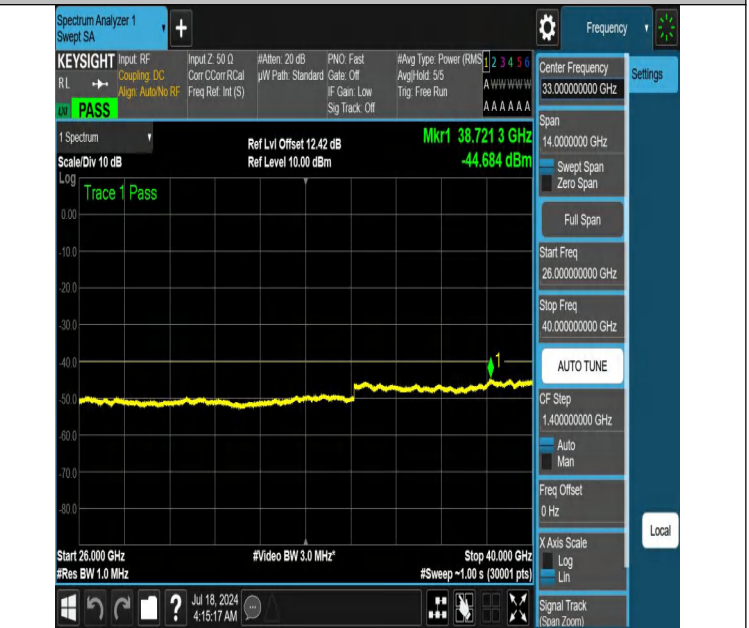 Spectrum Analyzer 1
Swept SA
Frequency
KEYSIGHT
RL
LXI
PASS
Input: RF
Coupling: DC
Align: Auto/No RF
Input Z: 50 Ω
Corr CCorr RCal
Freq Ref: Int (S)
#Atten: 20 dB
µW Path: Standard
PNO: Fast
Gate: Off
IF Gain: Low
Sig Track: Off
#Avg Type: Power (RMS
Avg|Hold: 5/5
Trig: Free Run
1 2 3 4 5 6
A W W W W W
A A A A A A
1 Spectrum
Scale/Div 10 dB
Ref Lvl Offset 12.42 dB
Ref Level 10.00 dBm
Mkr1 38.721 3 GHz
-44.684 dBm
Log
Trace 1 Pass
0.00
-10.0
-20.0
-30.0
-40.0
-50.0
-60.0
-70.0
-80.0
1
Start 26.000 GHz
#Res BW 1.0 MHz
#Video BW 3.0 MHz*
Stop 40.000 GHz
#Sweep ~1.00 s (30001 pts)
Center Frequency
33.00000000 GHz
Settings
Span
14.0000000 GHz
Swept Span
Zero Span
Full Span
Start Freq
26.000000000 GHz
Stop Freq
40.000000000 GHz
AUTO TUNE
CF Step
1.400000000 GHz
Auto
Man
Freq Offset
0 Hz
X Axis Scale
Log
Lin
Signal Track
(Span Zoom)
Local
?
Jul 18, 2024
4:15:17 AM